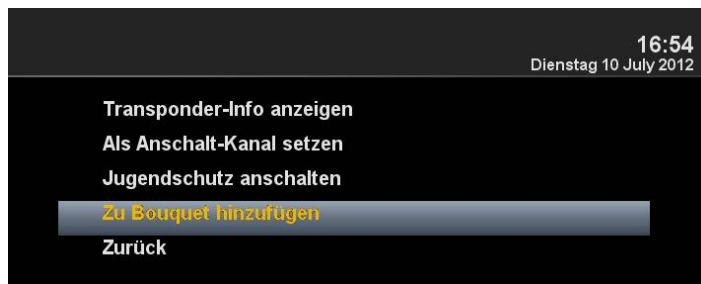 16:54
Dienstag 10 July 2012
Transponder-Info anzeigen
Als Anschalt-Kanal setzen
Jugendschutz anschalten
Zu Bouquet hinzufügen
Zurück